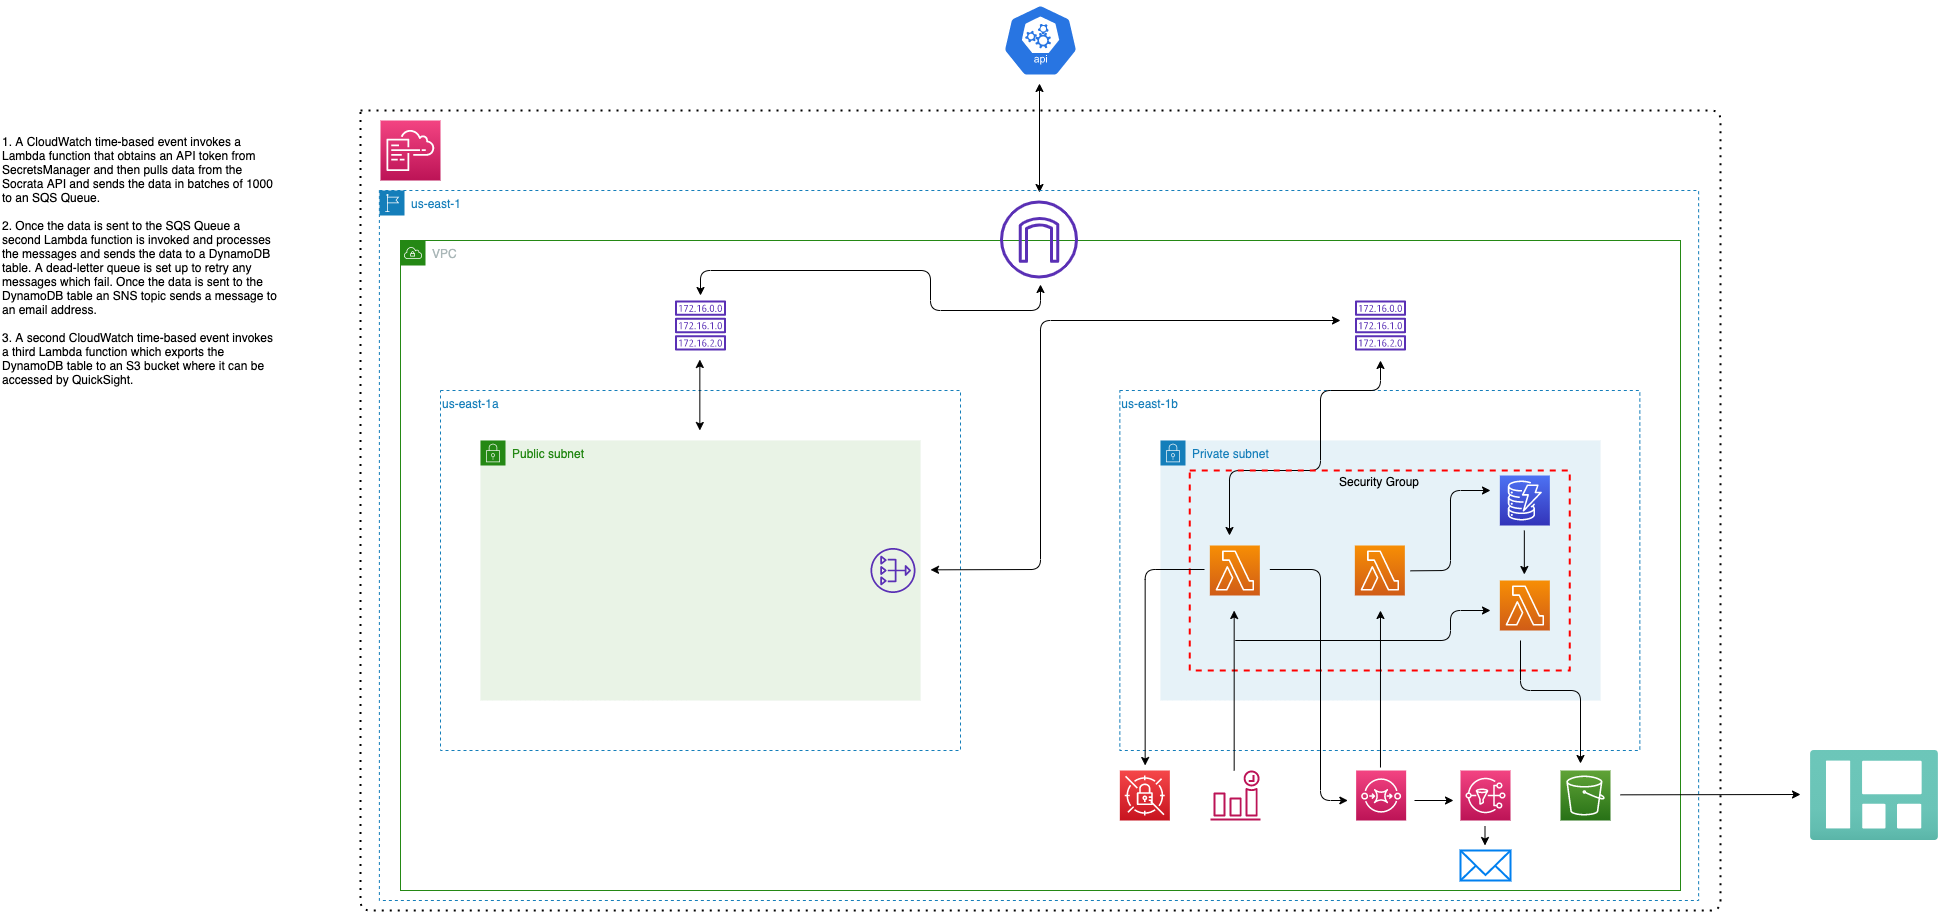 api
1. A CloudWatch time-based event invokes a
Lambda function that obtains an API token from
SecretsManager and then pulls data from the
Socrata API and sends the data in batches of 1000
to an SQS Queue.
2. Once the data is sent to the SQS Queue a
second Lambda function is invoked and processes
the messages and sends the data to a DynamoDB
table. A dead-letter queue is set up to retry any
messages which fail. Once the data is sent to the
DynamoDB table an SNS topic sends a message to
an email address.
3. A second CloudWatch time-based event invokes
a third Lambda function which exports the
DynamoDB table to an S3 bucket where it can be
accessed by QuickSight.
us-east-1
VPC
172.16.0.0
172.16.1.0
172.16.2.0
172.16.0.0
172.16.1.0
172.16.2.0
us-east-1a
Public subnet
us-east-1b
Private subnet
Security Group